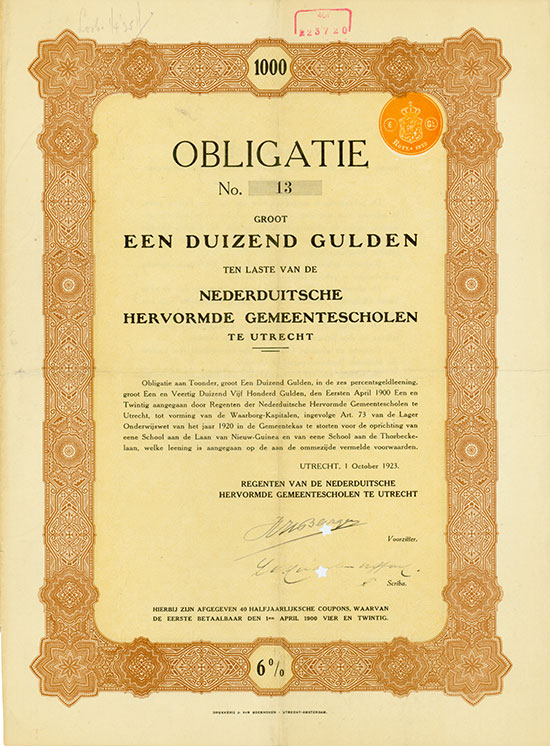 223720
1000
OBLIGATIE
No. 13
GROOT
EEN DUIZEND GULDEN
TEN LASTE VAN DE
NEDERDUITSCHE
HERVORMDE GEMEENTESCHOLEN
TE UTRECHT
Obligatie aan Toonder, groot Een Duizend Gulden, in de zes percentsgeldleening,
groot Een en Veertig Duizend Vijf Honderd Gulden, den Eersten April 1900 Een en
Twintig aangegaan door Regenten der Nederduitsche Hervormde Gemeentescholen te
Utrecht, tot vorming van de Waarborg-Kapitalen, ingevolge Art. 73 van de Lager
Onderwijswet van het jaar 1920 in de Gemeentekas te storten voor de oprichting van
eene School aan de Laan van Nieuw-Guinea en van eene School aan de Thorbecke-
laan, welke leening is aangegaan op de aan de ommezijde vermelde voorwaarden.
UTRECHT, 1 October 1923.
REGENTEN VAN DE NEDERDUITSCHE
HERVORMDE GEMEENTESCHOLEN TE UTRECHT
Voorzitter.
Scriba.
HIERBIJ ZIJN AFGEGEVEN 40 HALFJAARLIJKSCHE COUPONS, WAARVAN
DE EERSTE BETAALBAAR DEN 1sten APRIL 1900 VIER EN TWINTIG.
6%
DRUKKERIJ J. VAN BOEKHOVEN - UTRECHT-AMSTERDAM.